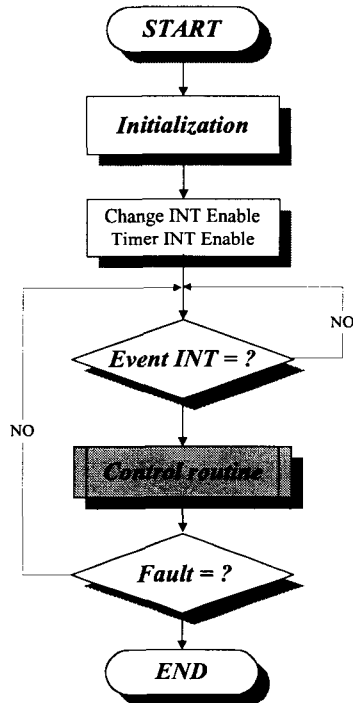 START
Initialization
Change INT Enable
Timer INT Enable
NO
Event INT = ?
NO
Control routine
Fault = ?
END